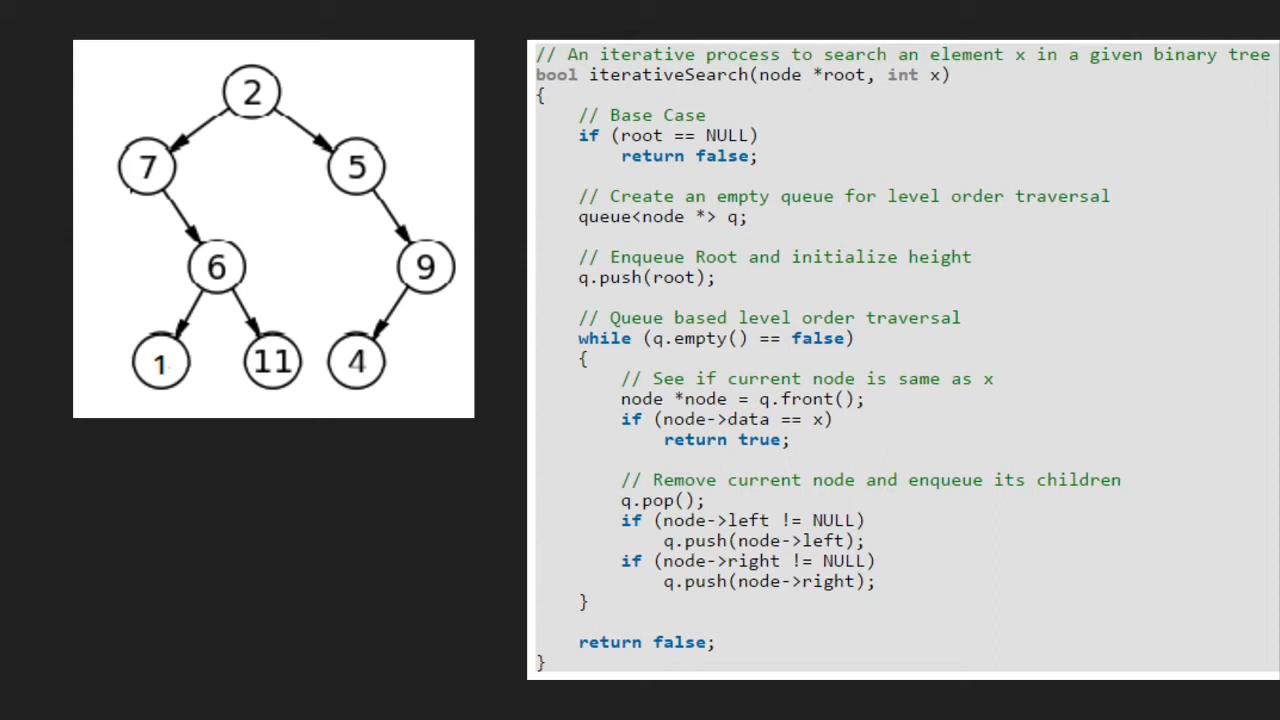 2
7 5
6 9
1 11 4
// An iterative process to search an element x in a given binary tree
bool iterativeSearch(node *root, int x)
{
    // Base Case
    if (root == NULL)
        return false;
    // Create an empty queue for level order traversal
    queue<node *> q;
    // Enqueue Root and initialize height
    q.push(root);
    // Queue based level order traversal
    while (q.empty() == false)
    {
        // See if current node is same as x
        node *node = q.front();
        if (node->data == x)
            return true;
        // Remove current node and enqueue its children
        q.pop();
        if (node->left != NULL)
            q.push(node->left);
        if (node->right != NULL)
            q.push(node->right);
    }
    return false;
}